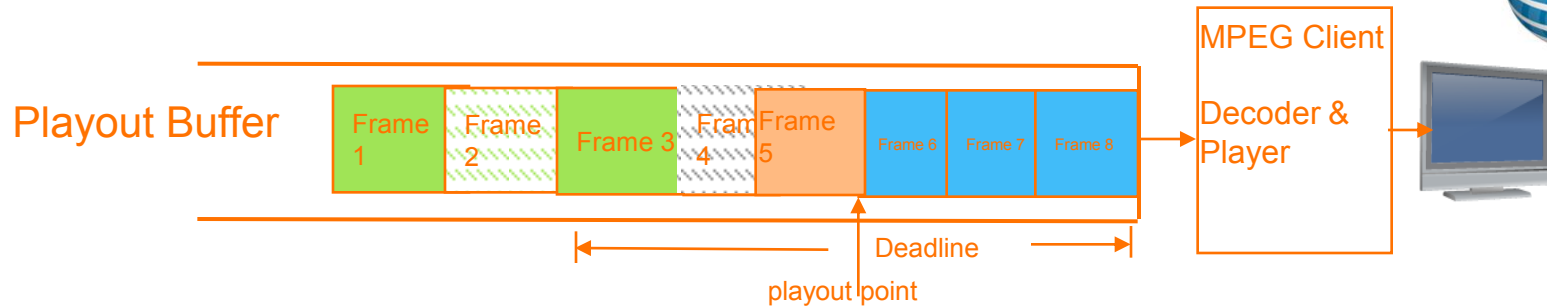 MPEG Client
Decoder &
Player
Playout Buffer
Frame
1
Frame
2
Frame 3
Fram
4
Frame
5
Frame 6
Frame 7
Frame 8
Deadline
playout point